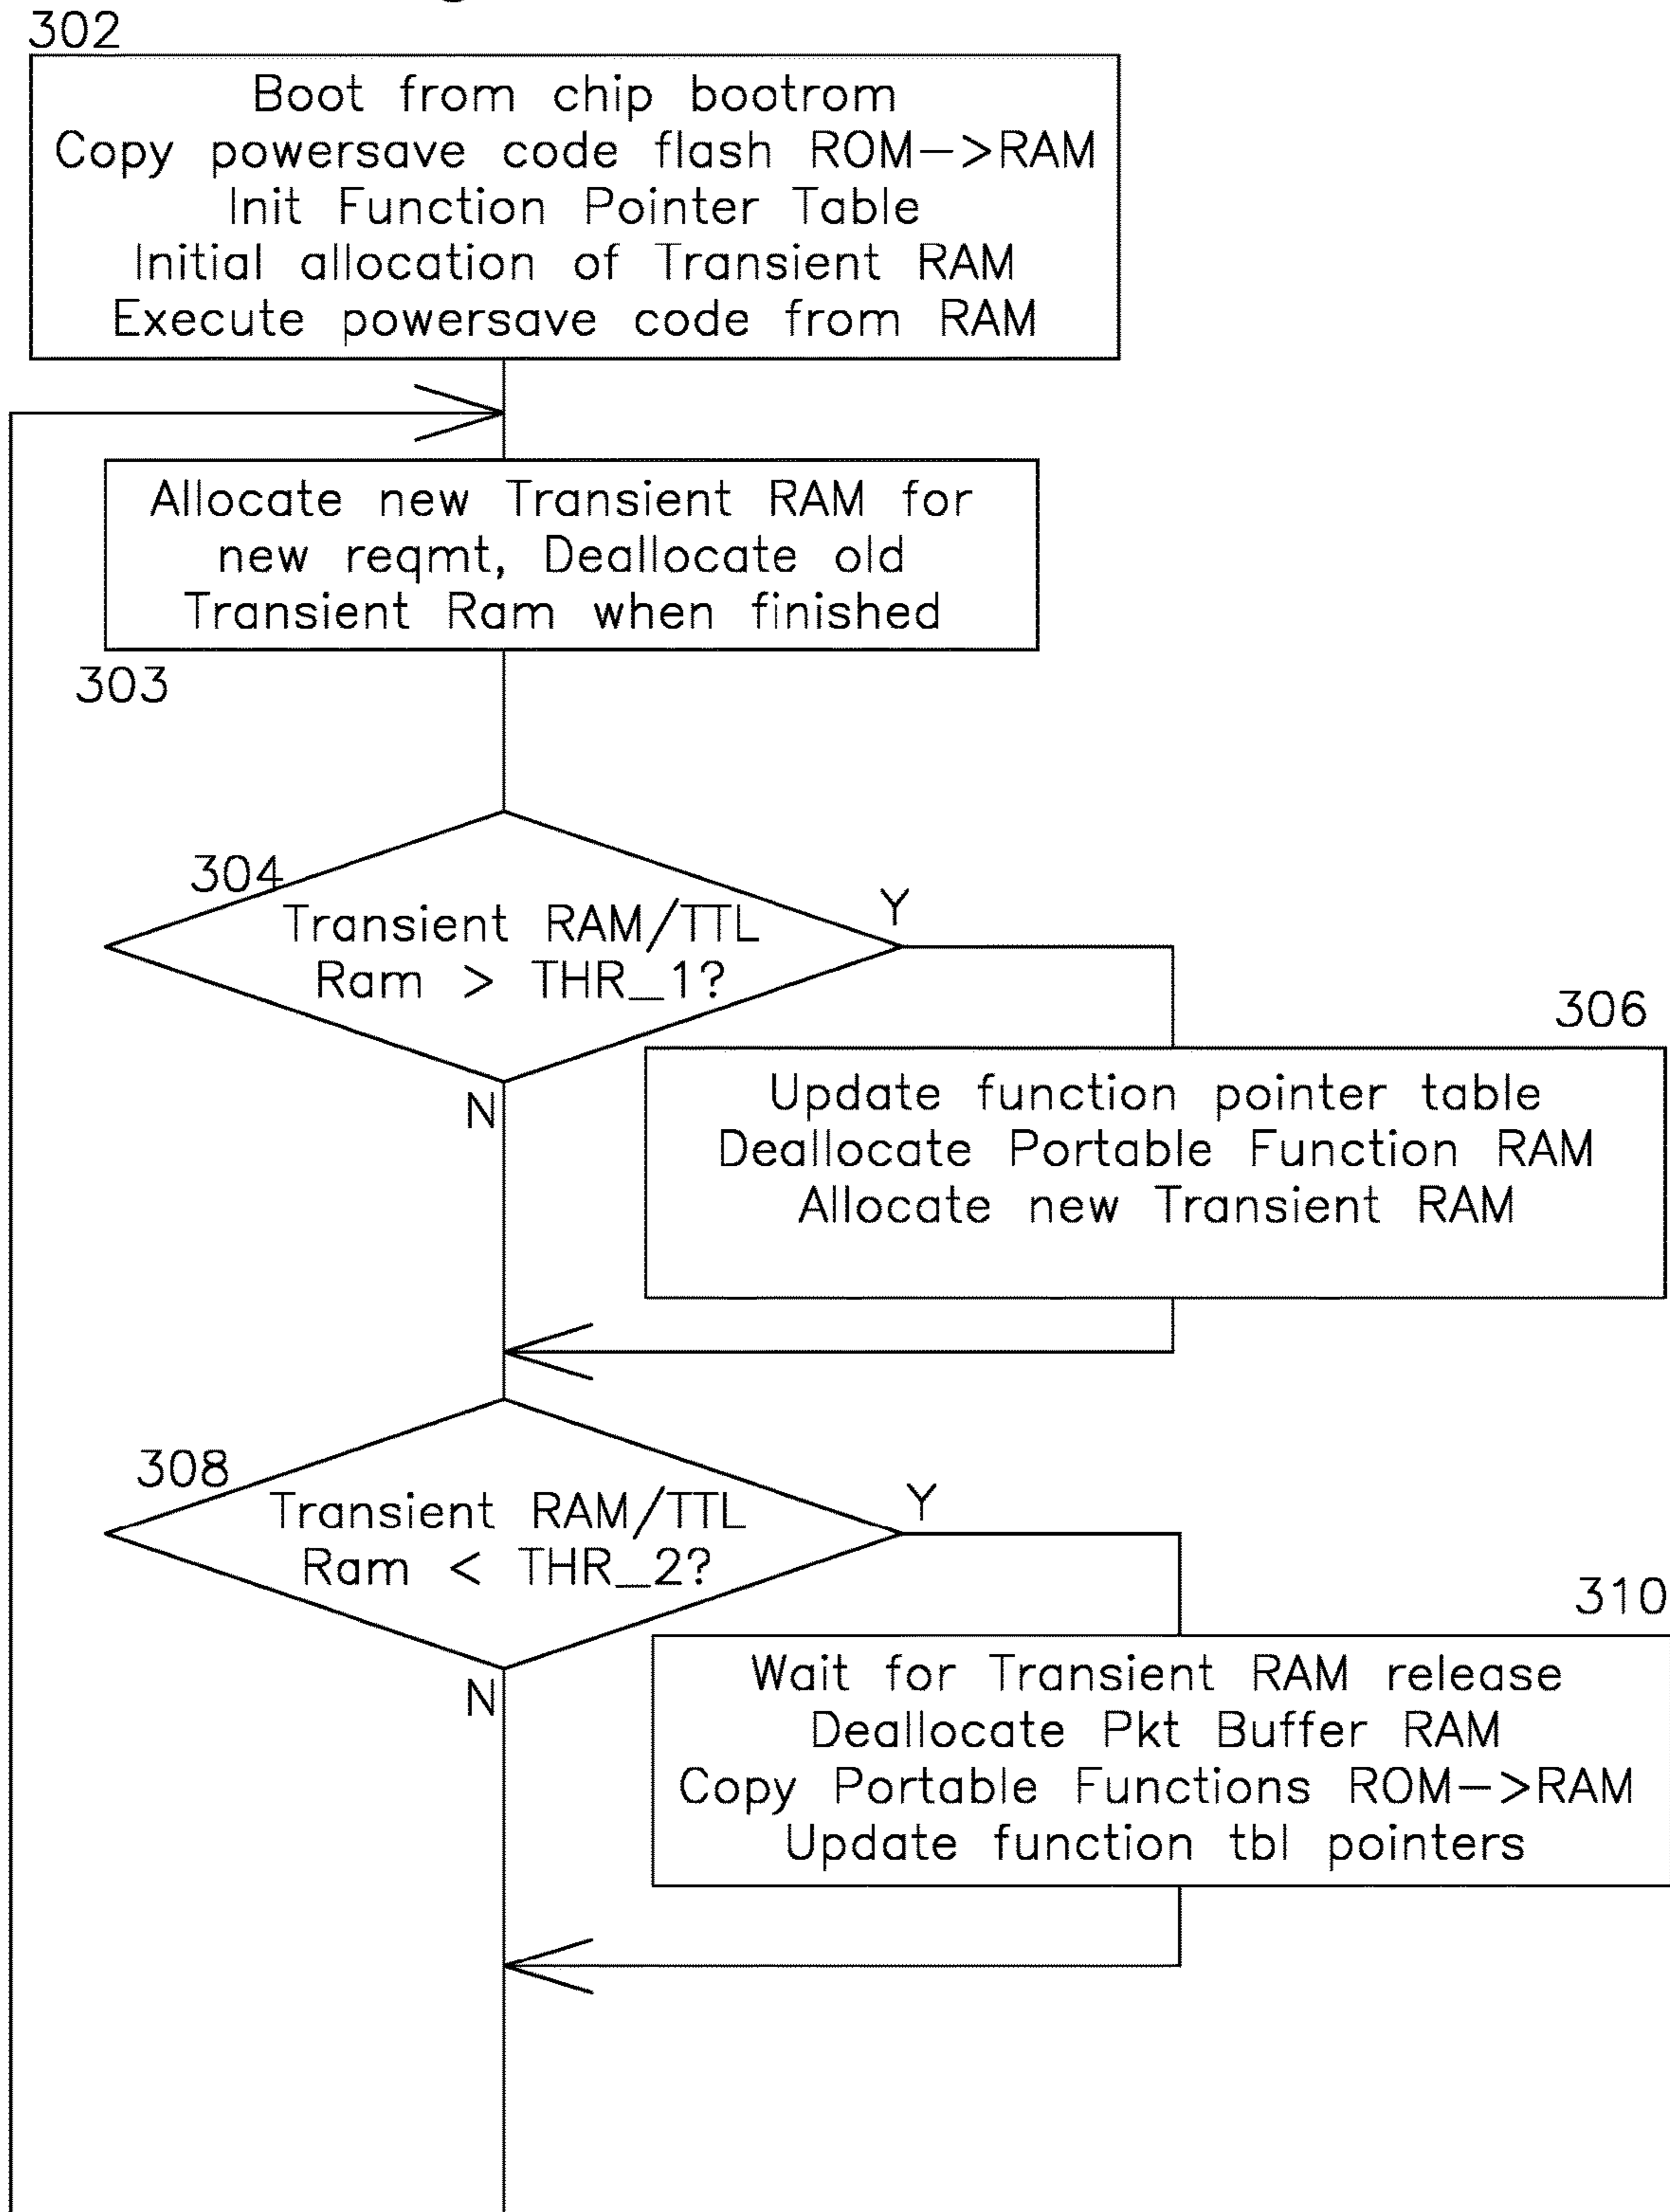 302
Boot from chip bootrom
Copy powersave code flash ROM->RAM
Init Function Pointer Table
Initial allocation of Transient RAM
Execute powersave code from RAM
Allocate new Transient RAM for
new reqmt, Deallocate old
Transient Ram when finished
303
304
Transient RAM/TTL
Ram > THR_1?
Y
N
306
Update function pointer table
Deallocate Portable Function RAM
Allocate new Transient RAM
308
Transient RAM/TTL
Ram < THR_2?
Y
N
310
Wait for Transient RAM release
Deallocate Pkt Buffer RAM
Copy Portable Functions ROM->RAM
Update function tbl pointers